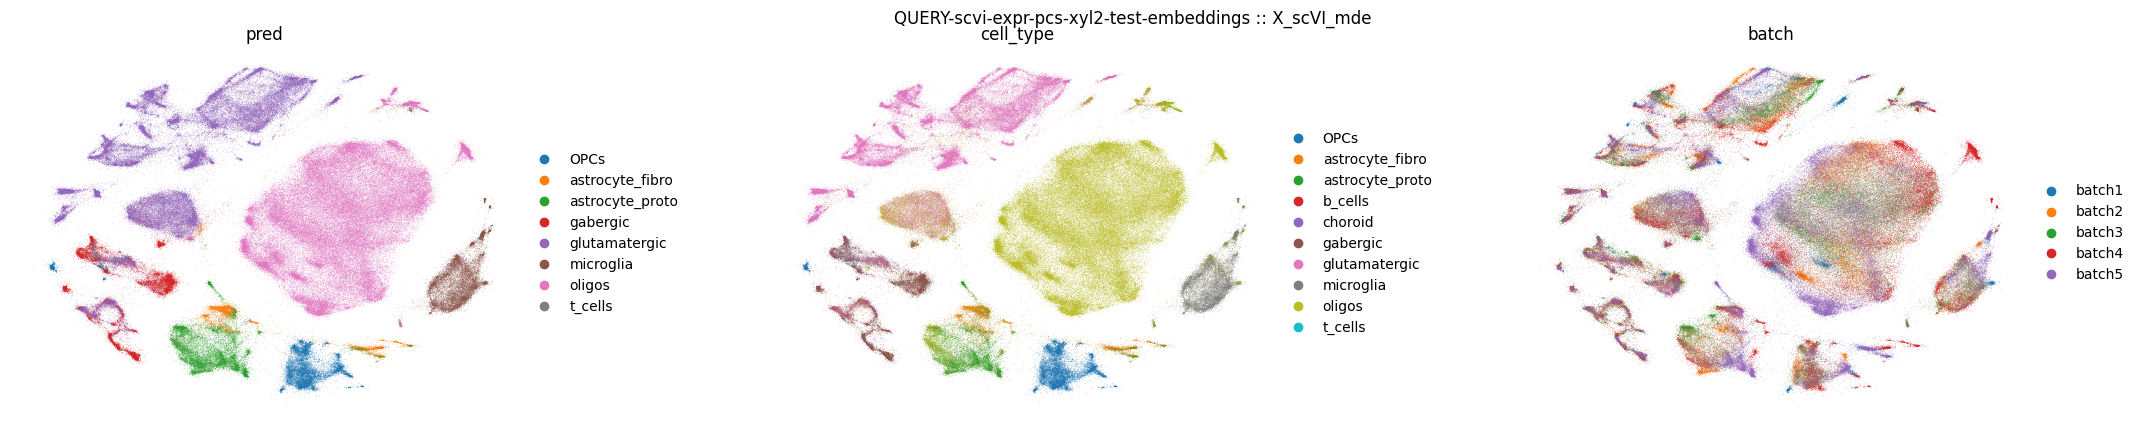 QUERY-scvi-expr-pcs-xyl2-test-embeddings :: X_scVI_mde
pred
OPCs
astrocyte_fibro
astrocyte_proto
gabergic
glutamatergic
microglia
oligos
t_cells
cell_type
OPCs
astrocyte_fibro
astrocyte_proto
b_cells
choroid
gabergic
glutamatergic
microglia
oligos
t_cells
batch
batch1
batch2
batch3
batch4
batch5